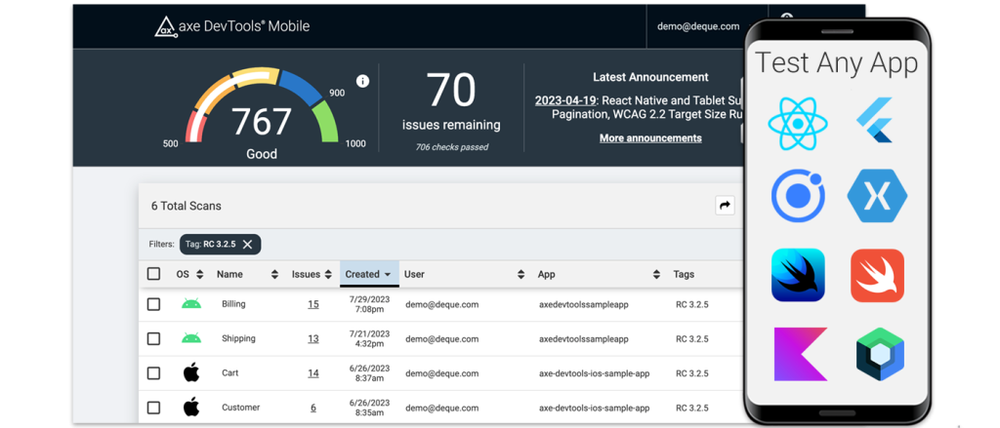 axe DevTools® Mobile
demo@deque.com
767
Good
500
900
1000
70
issues remaining
706 checks passed
Latest Announcement
2023-04-19: React Native and Tablet Su
Pagination, WCAG 2.2 Target Size Ru
More announcements
6 Total Scans
Filters: Tag: RC 3.2.5
OS Name Issues Created User App Tags
Billing 15 7/29/2023 7:08pm demo@deque.com axedevtoolssampleapp RC 3.2.5
Shipping 13 7/21/2023 4:32pm demo@deque.com axedevtoolssampleapp RC 3.2.5
Cart 14 6/26/2023 8:37am demo@deque.com axe-devtools-ios-sample-app RC 3.2.5
Customer 6 6/26/2023 8:35am demo@deque.com axe-devtools-ios-sample-app RC 3.2.5
Test Any App